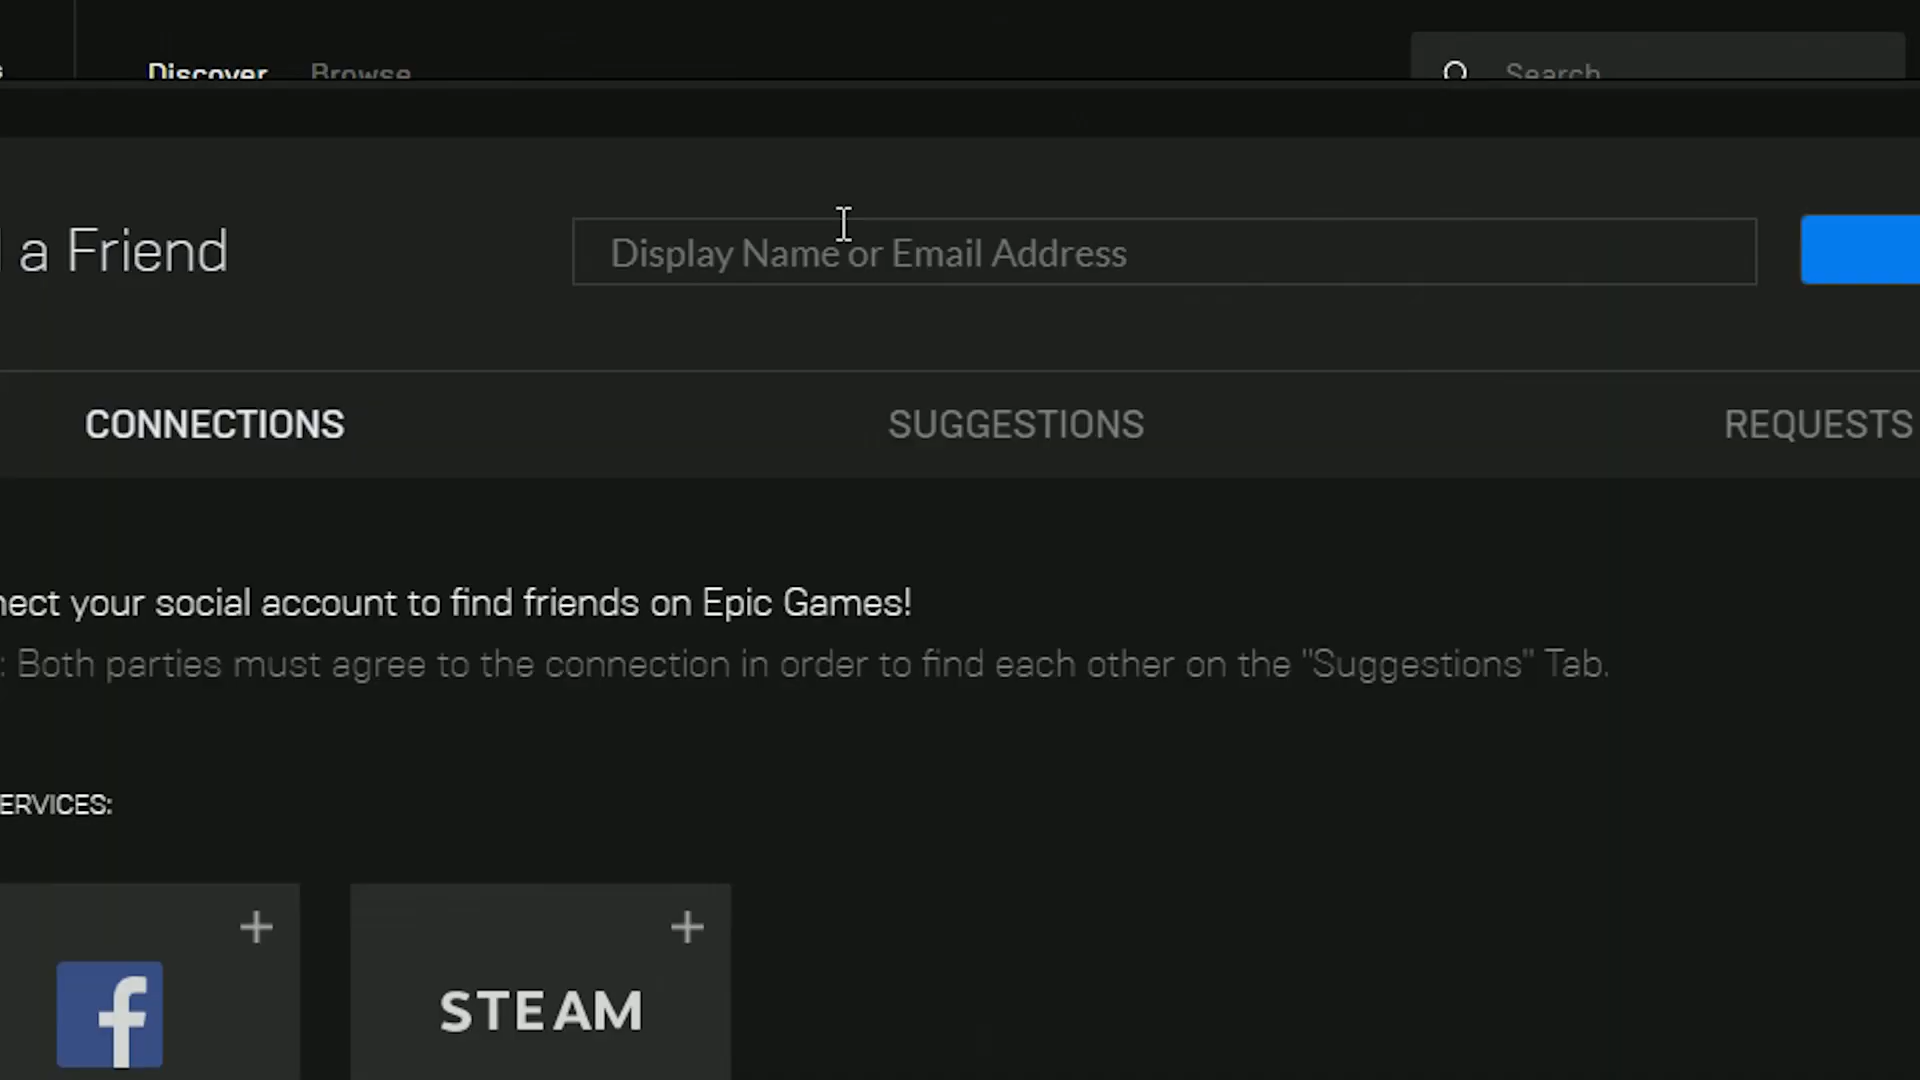 Discover Browse Search
a Friend Display Name or Email Address
CONNECTIONS SUGGESTIONS REQUESTS
nect your social account to find friends on Epic Games!
: Both parties must agree to the connection in order to find each other on the "Suggestions" Tab.
ERVICES:
f STEAM